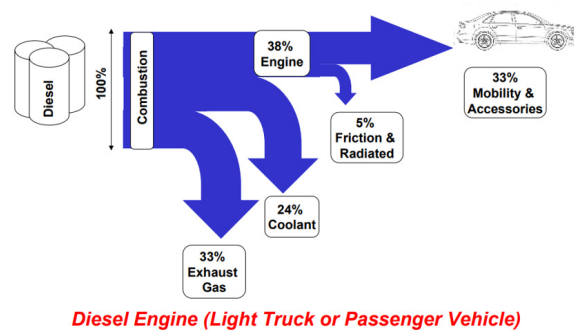 Diesel
100%
Combustion
38%
Engine
33%
Mobility &
Accessories
5%
Friction &
Radiated
24%
Coolant
33%
Exhaust
Gas
Diesel Engine (Light Truck or Passenger Vehicle)